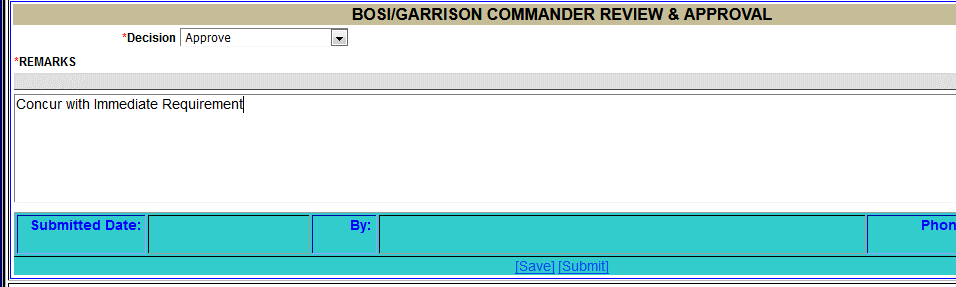 BOSI/GARRISON COMMANDER REVIEW & APPROVAL
*Decision Approve
*REMARKS
Concur with Immediate Requirement
Submitted Date: By: Phon
[Save] [Submit]